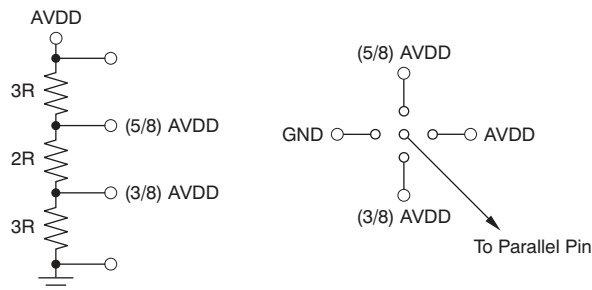 AVDD
3R
(5/8) AVDD
2R
(3/8) AVDD
3R
(5/8) AVDD
GND
AVDD
(3/8) AVDD
To Parallel Pin